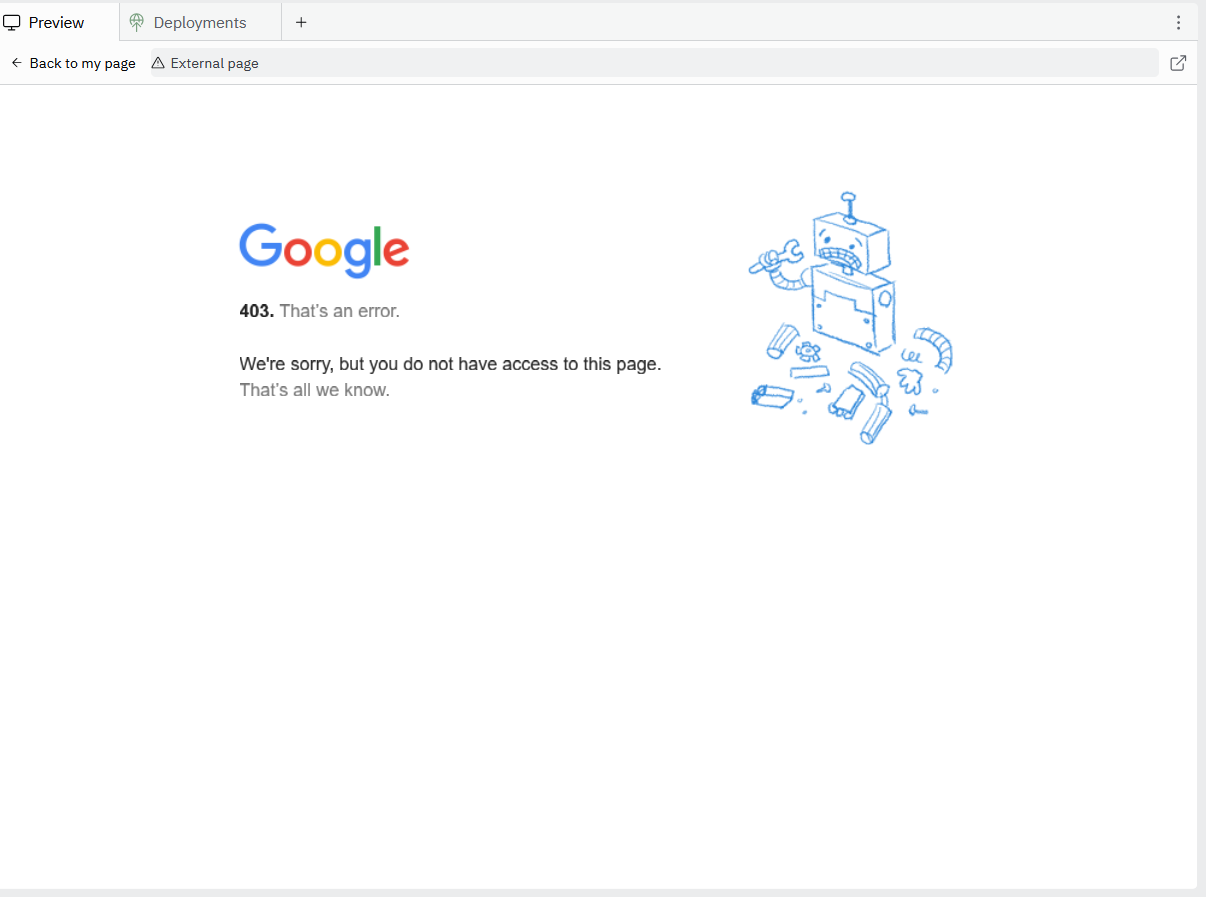 Preview
Deployments
Back to my page
External page
Google
403. That's an error.
We're sorry, but you do not have access to this page.
That's all we know.